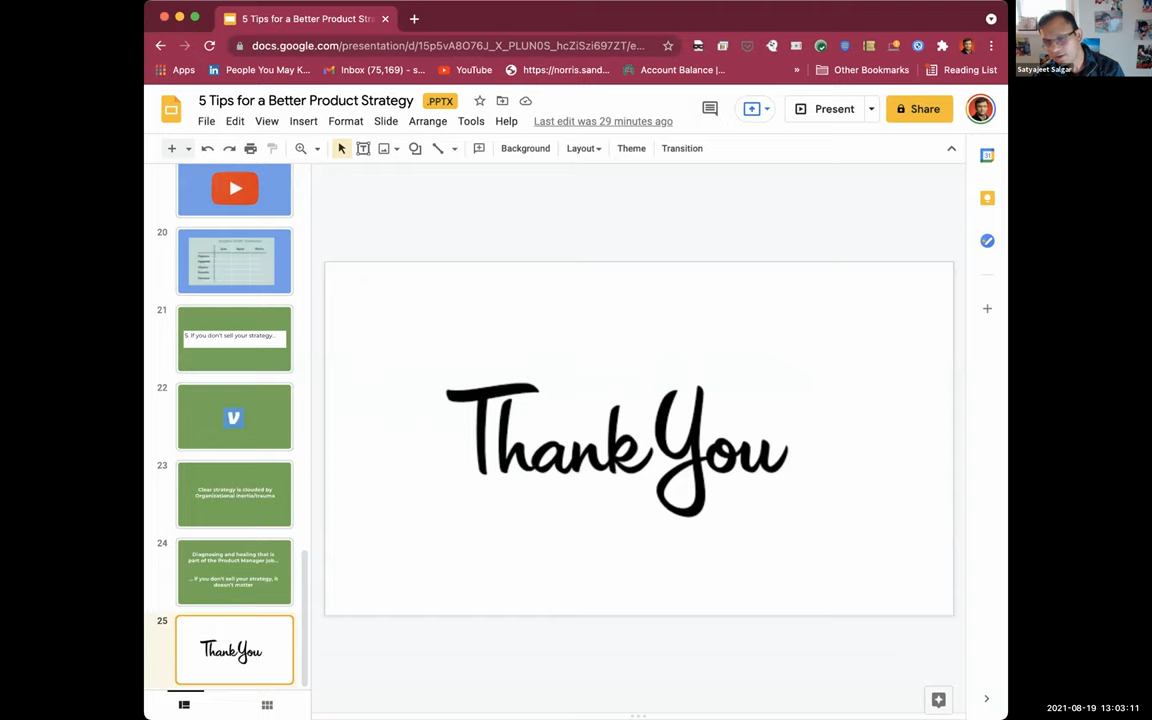 5 Tips for a Better Product Stra
docs.google.com/presentation/d/15p5vA8O76J_X_PLUN0S_hcZiSzi697ZT/e...
Apps
People You May K...
Inbox (75,169) - s...
YouTube
https://norris.sand...
Account Balance |...
»
Other Bookmarks
Reading List
Satyajeet Salgar
5 Tips for a Better Product Strategy
.PPTX
File Edit View Insert Format Slide Arrange Tools Help
Last edit was 29 minutes ago
Present
Share
Background
Layout
Theme
Transition
20
21
5. If you don't sell your strategy...
22
23
Clear strategy is clouded by
Organizational inertia/trauma
24
Diagnosing and healing that is
part of the Product Manager job...
... if you don't sell your strategy, it
doesn't matter
25
Thank You
Thank You
31
2021-08-19 13:03:11